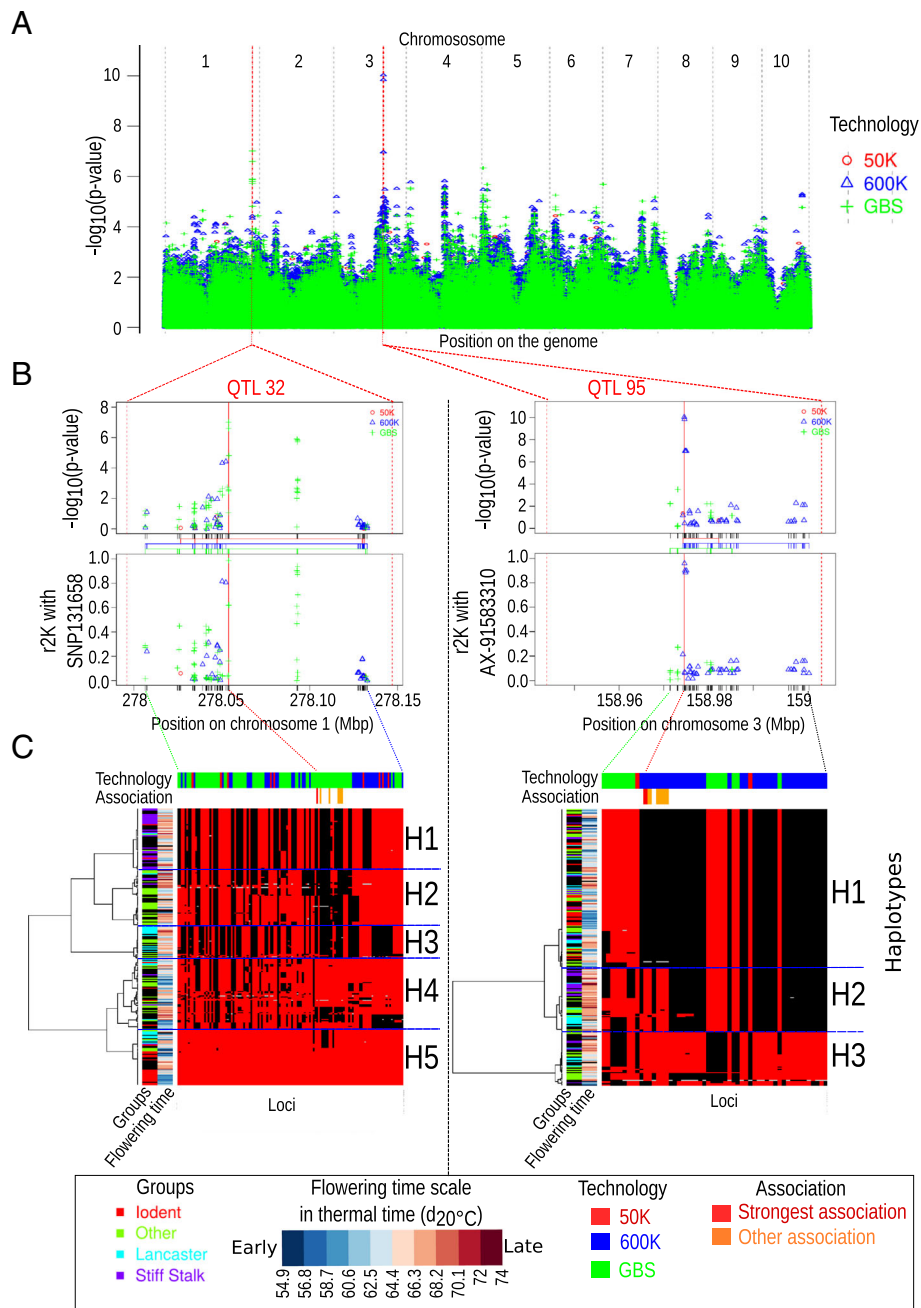 A
Chromososome
1 2 3 4 5 6 7 8 9 10
10
8
6
4
2
0
-log10(p-value)
Position on the genome
Technology
50K
600K
GBS
B
QTL 32
8
6
4
2
0
-log10(p-value)
50K
600K
GBS
1.0
0.8
0.6
0.4
0.2
0.0
r2K with
SNP131658
278 278.05 278.10 278.15
Position on chromosome 1 (Mbp)
QTL 95
10
8
6
4
2
0
-log10(p-value)
50K
600K
GBS
1.0
0.8
0.6
0.4
0.2
0.0
r2K with
AX-91583310
158.96 158.98 159
Position on chromosome 3 (Mbp)
C
Technology
Association
H1
H2
H3
H4
H5
Groups
Flowering time
Loci
Technology
Association
H1
H2
H3
Haplotypes
Groups
Flowering time
Loci
Groups
Iodent
Other
Lancaster
Stiff Stalk
Flowering time scale
in thermal time (d20°C)
Early
Late
54.9 56.8 58.7 60.6 62.5 64.4 66.3 68.2 70.1 72 74
Technology
50K
600K
GBS
Association
Strongest association
Other association